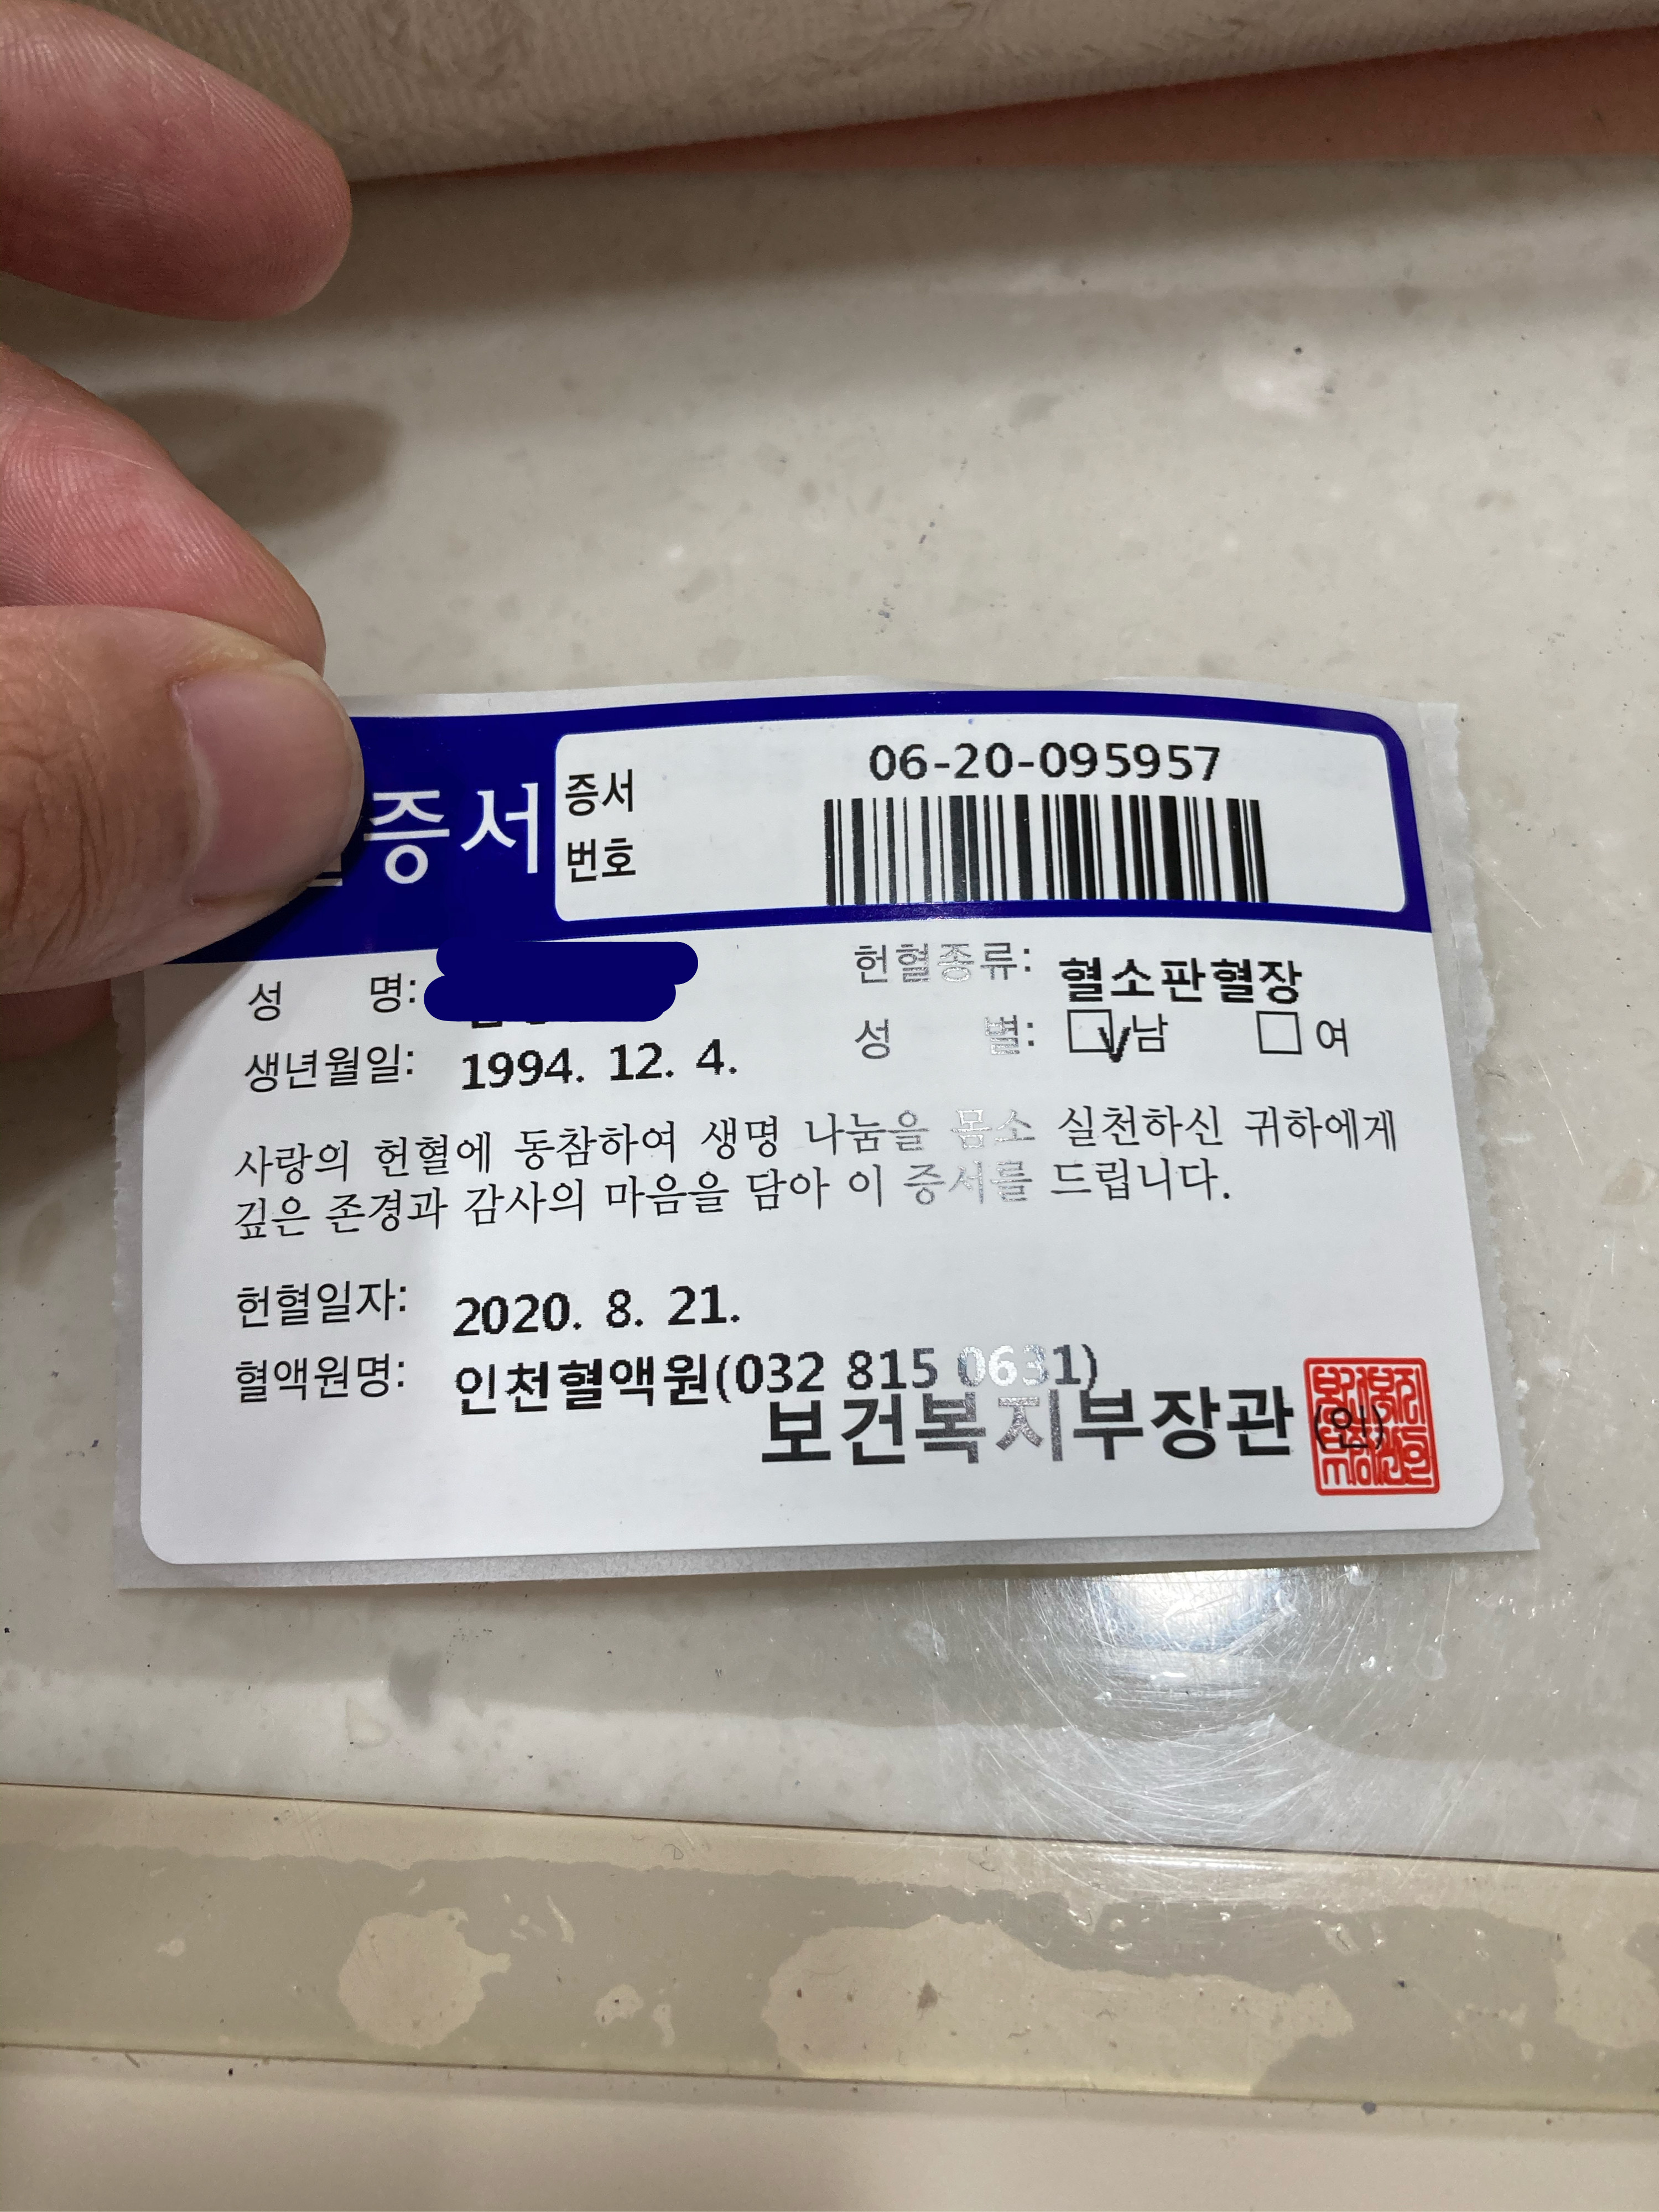 증서
증서
번호
06-20-095957
성 명:
헌혈종류: 혈소판혈장
생년월일: 1994. 12. 4.
성 별: □V남 □여
사랑의 헌혈에 동참하여 생명 나눔을 몸소 실천하신 귀하에게
깊은 존경과 감사의 마음을 담아 이 증서를 드립니다.
헌혈일자: 2020. 8. 21.
혈액원명: 인천혈액원(032 815 0631)
보건복지부장관 (인)